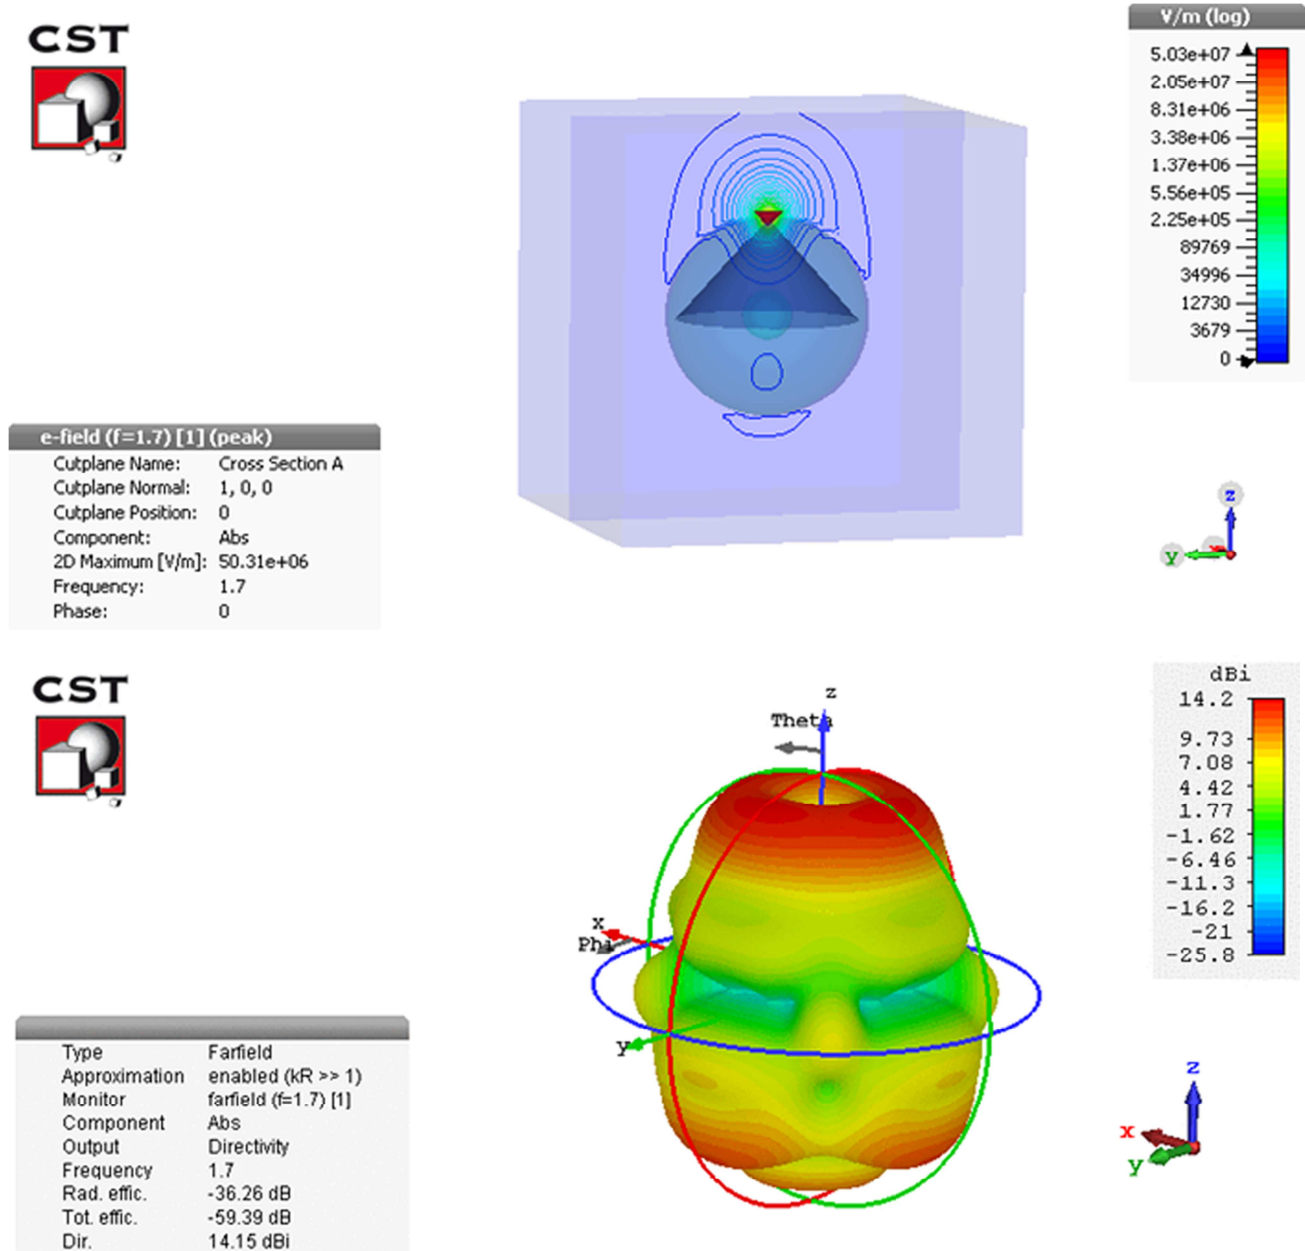 CST
V/m (log)
5.03e+07
2.05e+07
8.31e+06
3.38e+06
1.37e+06
5.56e+05
2.25e+05
89769
34996
12730
3679
0
e-field (f=1.7) [1] (peak)
Cutplane Name: Cross Section A
Cutplane Normal: 1, 0, 0
Cutplane Position: 0
Component: Abs
2D Maximum [V/m]: 50.31e+06
Frequency: 1.7
Phase: 0
z
y
CST
dBi
14.2
9.73
7.08
4.42
1.77
-1.62
-6.46
-11.3
-16.2
-21
-25.8
z
Theta
x
Phi
y
Type Farfield
Approximation enabled (kR >> 1)
Monitor farfield (f=1.7) [1]
Component Abs
Output Directivity
Frequency 1.7
Rad. effic. -36.26 dB
Tot. effic. -59.39 dB
Dir. 14.15 dBi
z
x
y